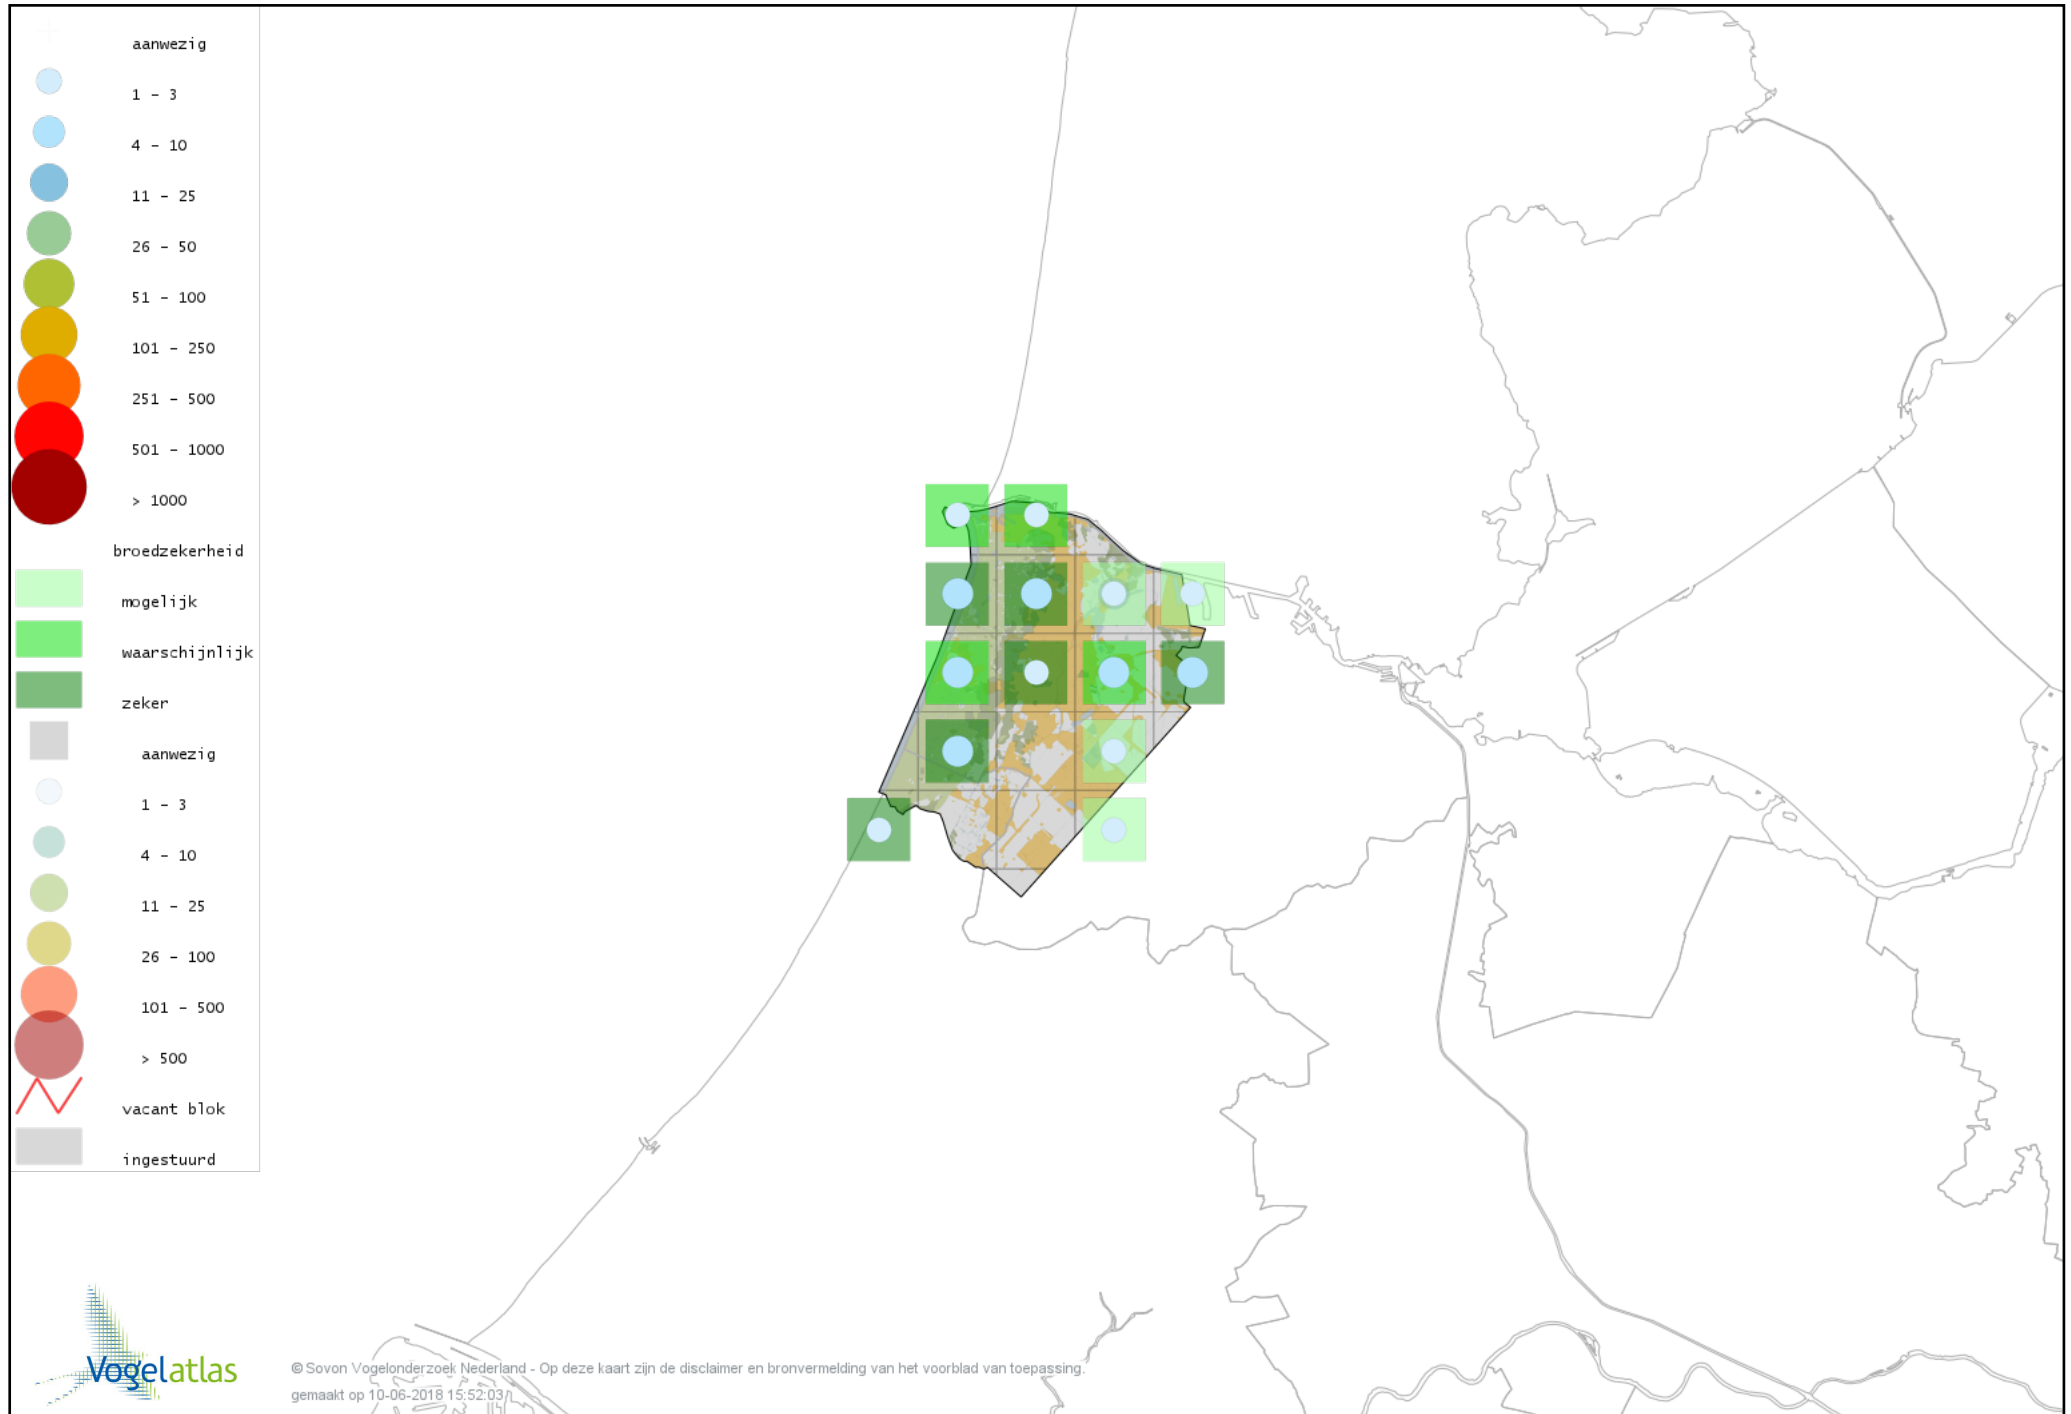 aanwezig
1 - 3
4 - 10
11 - 25
26 - 50
51 - 100
101 - 250
251 - 500
501 - 1000
> 1000
broedzekerheid
mogelijk
waarschijnlijk
zeker
aanwezig
1 - 3
4 - 10
11 - 25
26 - 100
101 - 500
> 500
vacant blok
ingestuurd
Vogelatlas
© Sovon Vogelonderzoek Nederland - Op deze kaart zijn de disclaimer en bronvermelding van het voorblad van toepassing.
gemaakt op 10-06-2018 15:52:03